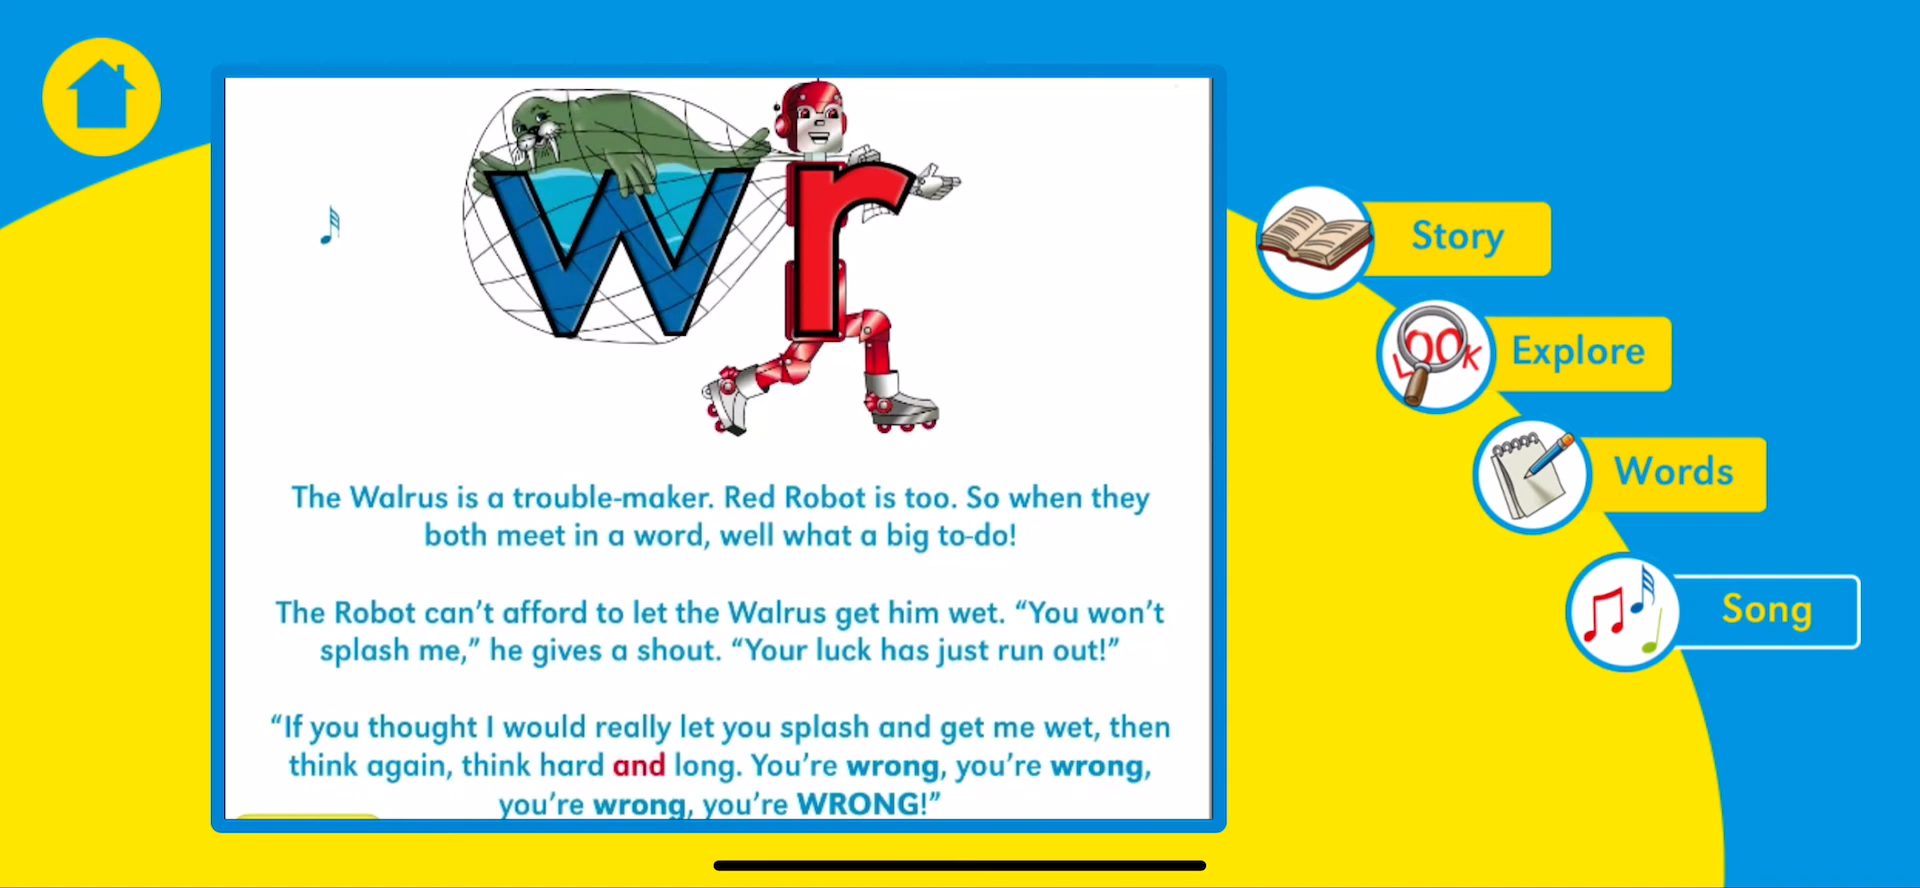 wr
The Walrus is a trouble-maker. Red Robot is too. So when they
both meet in a word, well what a big to-do!
The Robot can’t afford to let the Walrus get him wet. “You won’t
splash me,” he gives a shout. “Your luck has just run out!”
“If you thought I would really let you splash and get me wet, then
think again, think hard and long. You’re wrong, you’re wrong,
you’re wrong, you’re WRONG!”
Story
LOOK
Explore
Words
Song